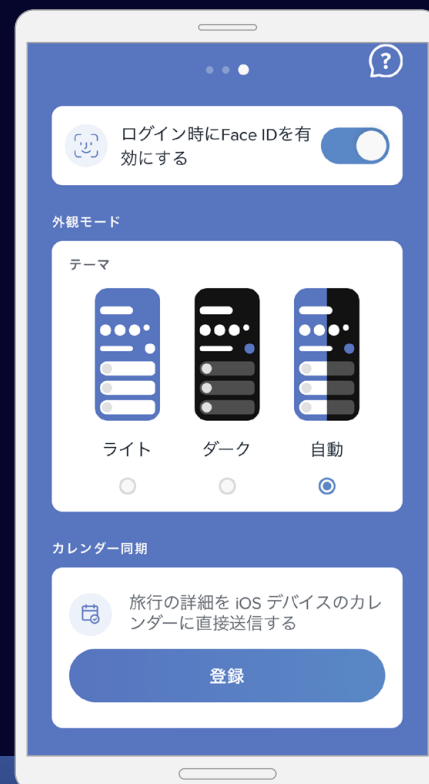 ?
ログイン時にFace IDを有
効にする
外観モード
テーマ
ライト
ダーク
自動
カレンダー同期
旅行の詳細を iOS デバイスのカレ
ンダーに直接送信する
登録